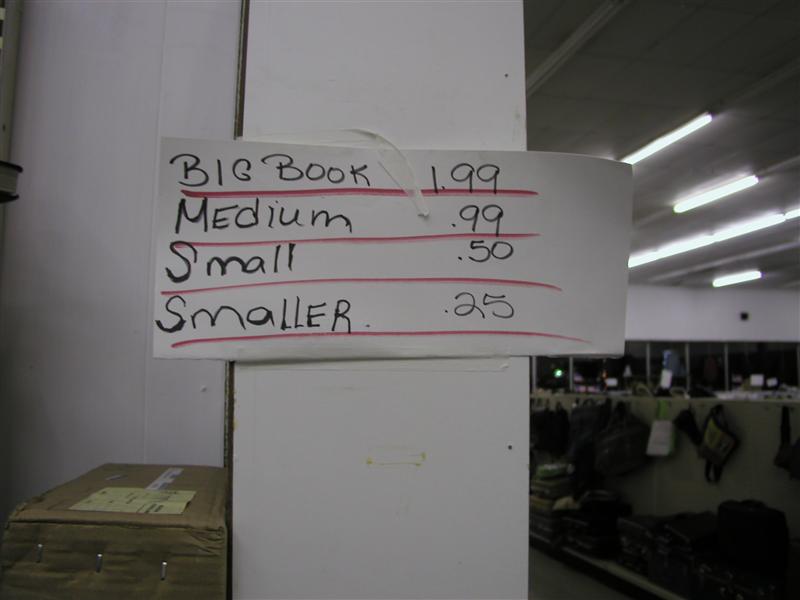 BIG BOOK 1.99
MEdium .99
Small .50
SmaLLER. .25